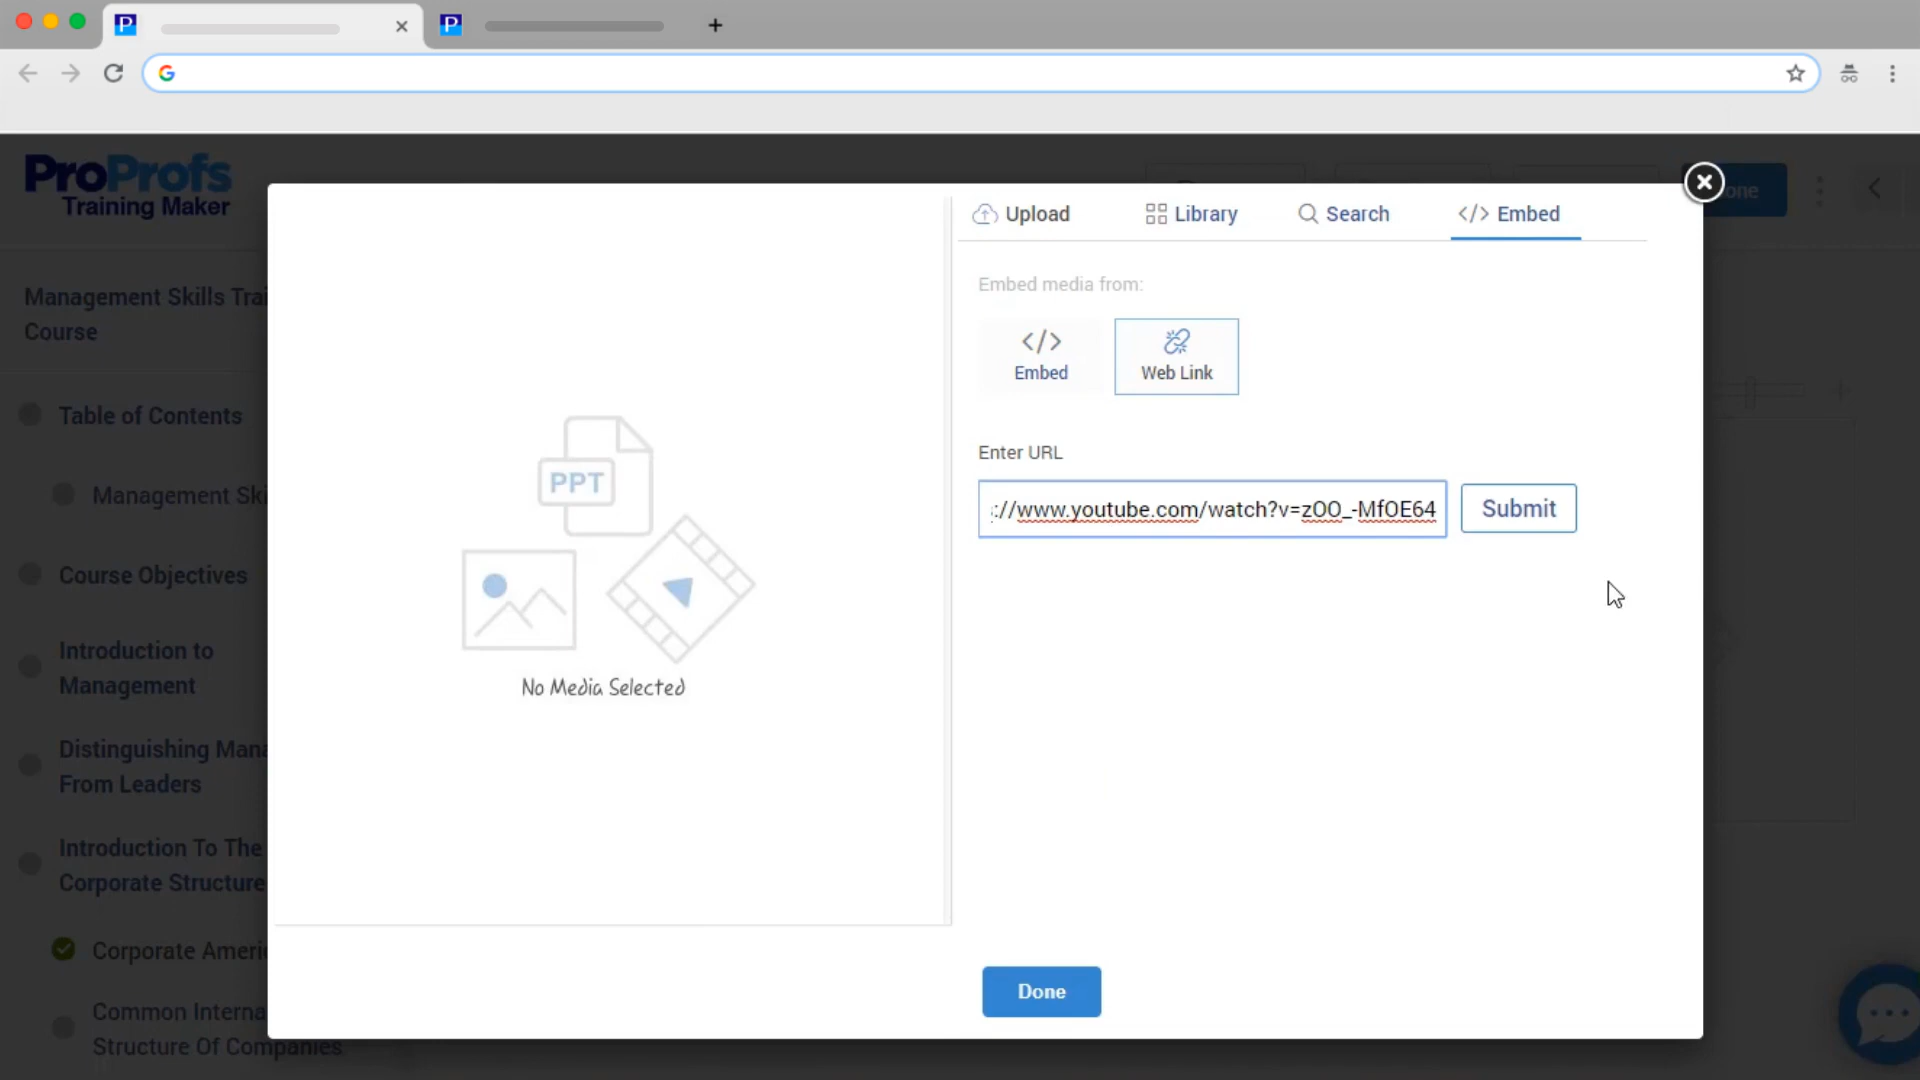 P
P
G
ProProfs
Training Maker
Upload
Library
Search
</> Embed
Management Skills Trai
Course
Embed media from:
</>
Embed
Web Link
Table of Contents
Enter URL
PPT
://www.youtube.com/watch?v=zOO_-MfOE64
Submit
Management Ski
Course Objectives
Introduction to
Management
No Media Selected
Distinguishing Mana
From Leaders
Introduction To The
Corporate Structure
Corporate Americ
Done
Common Interna
Structure Of Companies